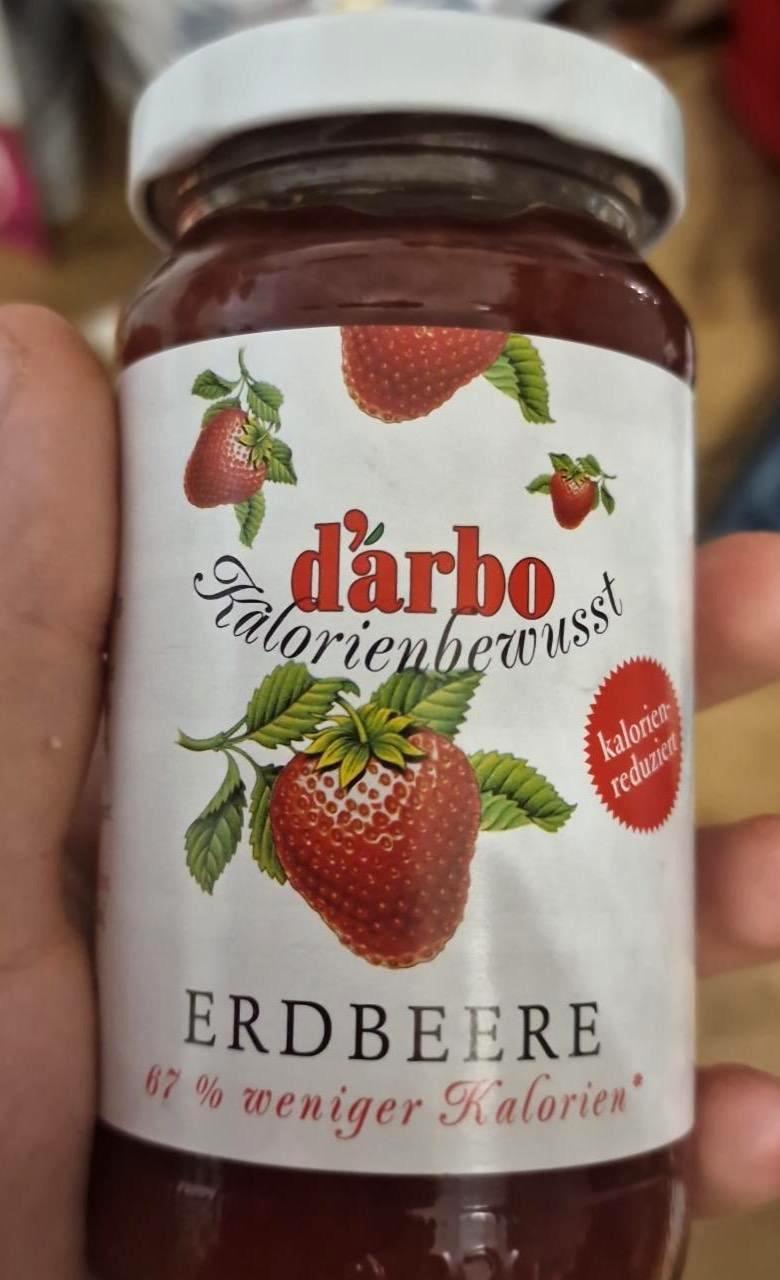 d'arbo
Kalorienbewusst
kalorien-
reduziert
ERDBEERE
67 % weniger Kalorien*